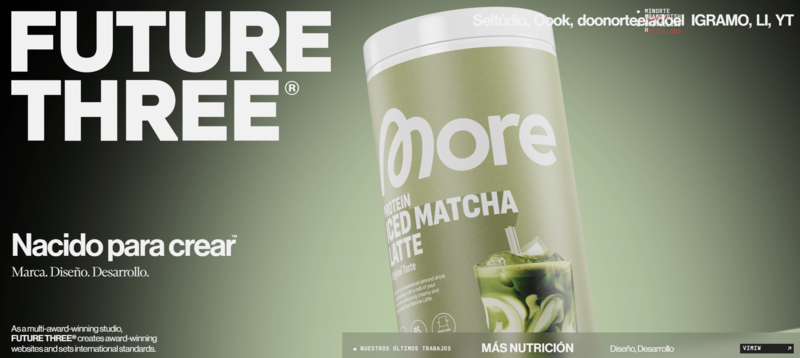 FUTURE
THREE®
IGRAMO, LI, YT
MINORTE
more
PROTEIN
ICED MATCHA
LATTE
Nacido para crear™
Marca. Diseño. Desarrollo.
As a multi-award-winning studio,
FUTURE THREE® creates award-winning
websites and sets international standards.
NUESTROS ÚLTIMOS TRABAJOS
MÁS NUTRICIÓN
Diseño, Desarrollo